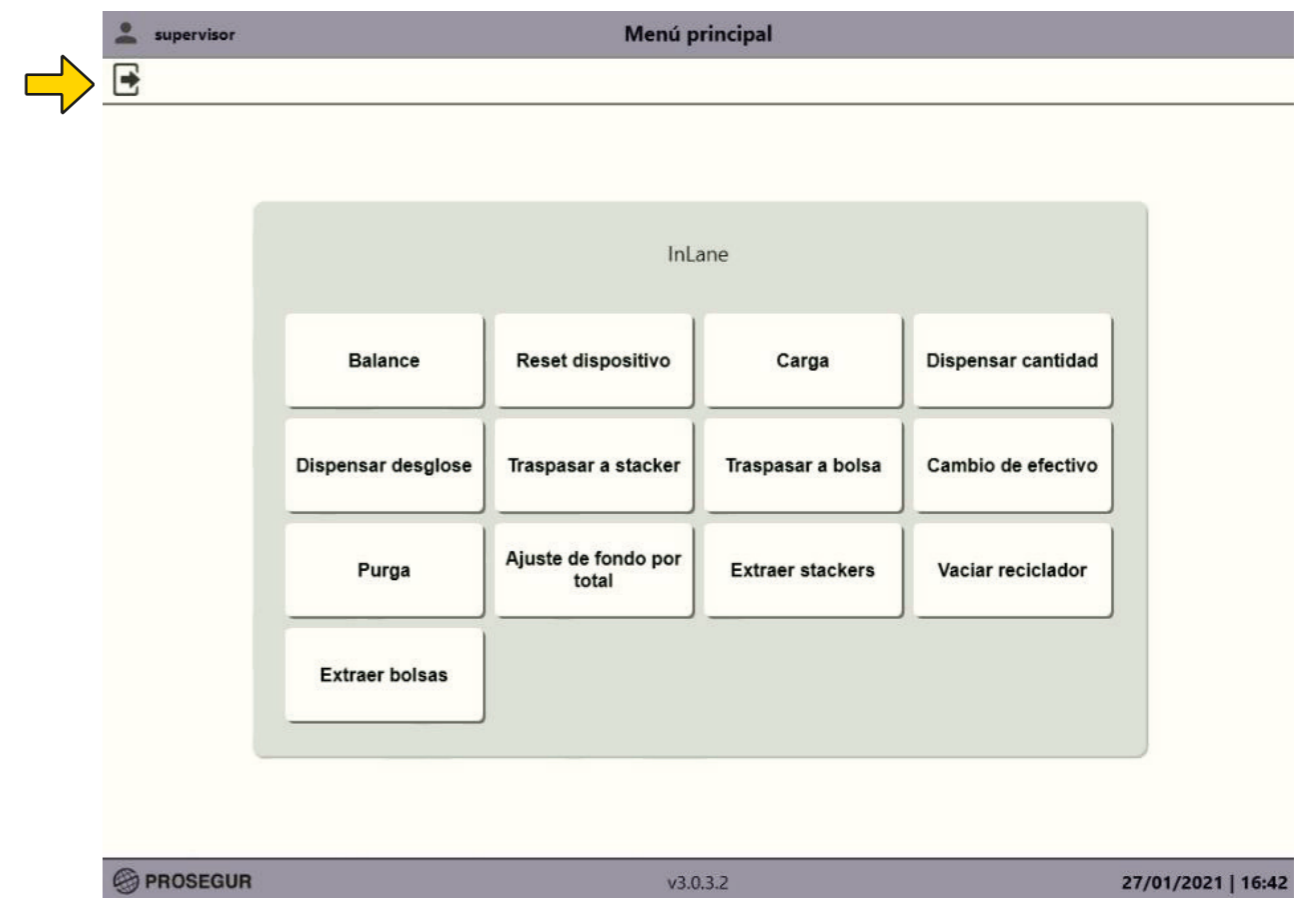 supervisor
Menú principal
InLane
Balance
Reset dispositivo
Carga
Dispensar cantidad
Dispensar desglose
Traspasar a stacker
Traspasar a bolsa
Cambio de efectivo
Purga
Ajuste de fondo por
total
Extraer stackers
Vaciar reciclador
Extraer bolsas
PROSEGUR
v3.0.3.2
27/01/2021 | 16:42